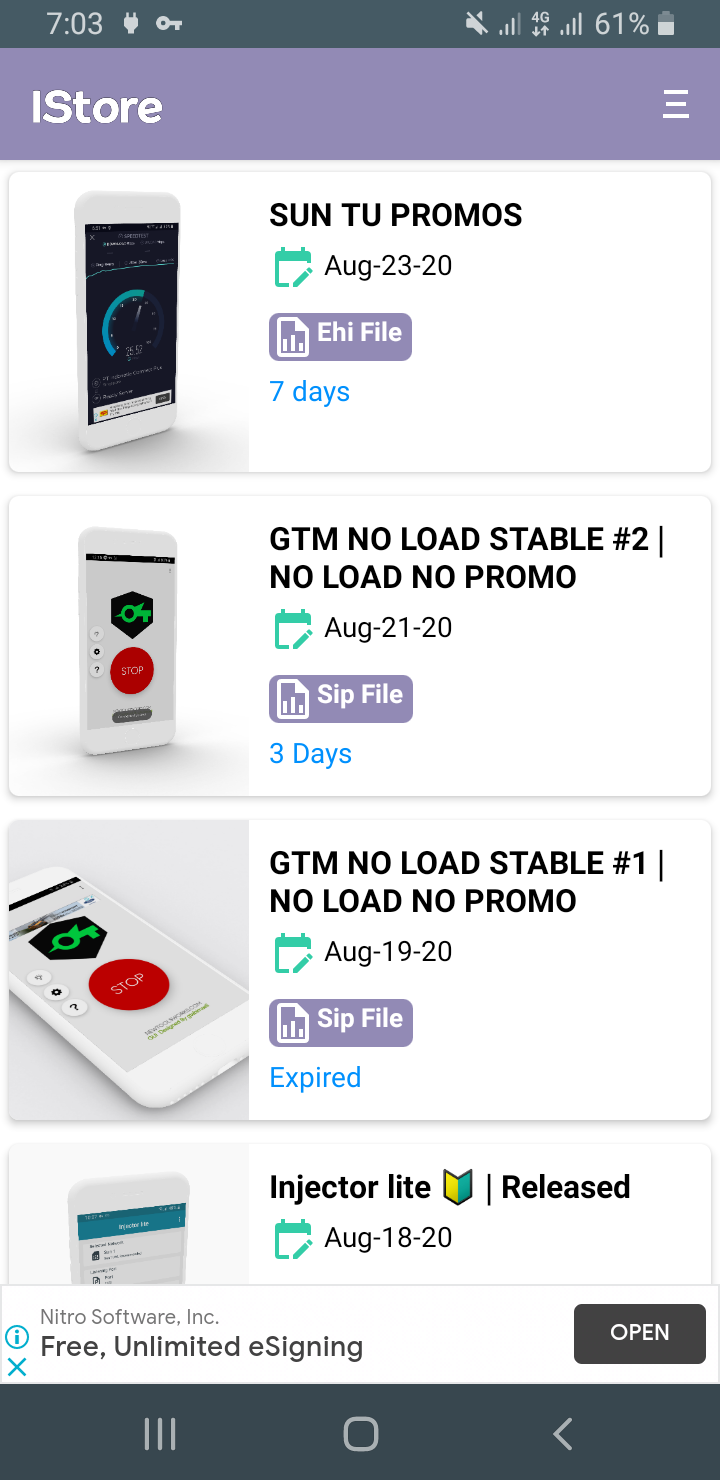 7:03
4G
61%
IStore
SUN TU PROMOS
Aug-23-20
Ehi File
7 days
GTM NO LOAD STABLE #2 |
NO LOAD NO PROMO
Aug-21-20
Sip File
3 Days
STOP
GTM NO LOAD STABLE #1 |
NO LOAD NO PROMO
Aug-19-20
Sip File
Expired
STOP
Injector lite 🔰 | Released
Aug-18-20
Injector lite
Nitro Software, Inc.
Free, Unlimited eSigning
OPEN